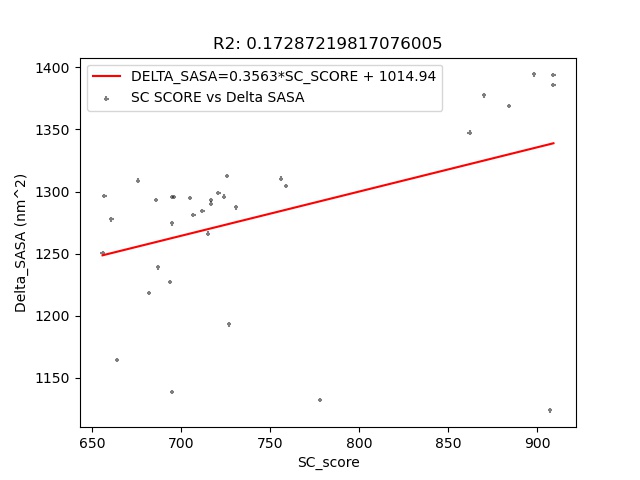 R2: 0.17287219817076005
DELTA_SASA=0.3563*SC_SCORE + 1014.94
SC SCORE vs Delta SASA
Delta_SASA (nm^2)
1400
1350
1300
1250
1200
1150
650 700 750 800 850 900
SC_score